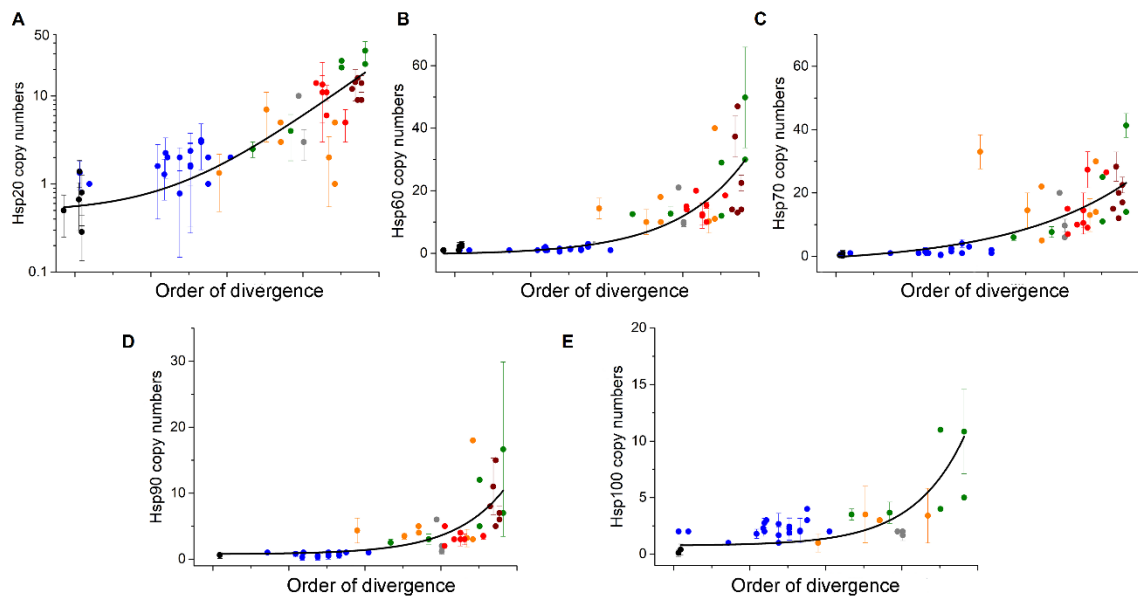 A
Hsp20 copy numbers
50
10
1
0.1
Order of divergence
B
Hsp60 copy numbers
60
40
20
0
Order of divergence
C
Hsp70 copy numbers
60
40
20
0
Order of divergence
D
Hsp90 copy numbers
30
20
10
0
Order of divergence
E
Hsp100 copy numbers
20
15
10
5
0
Order of divergence